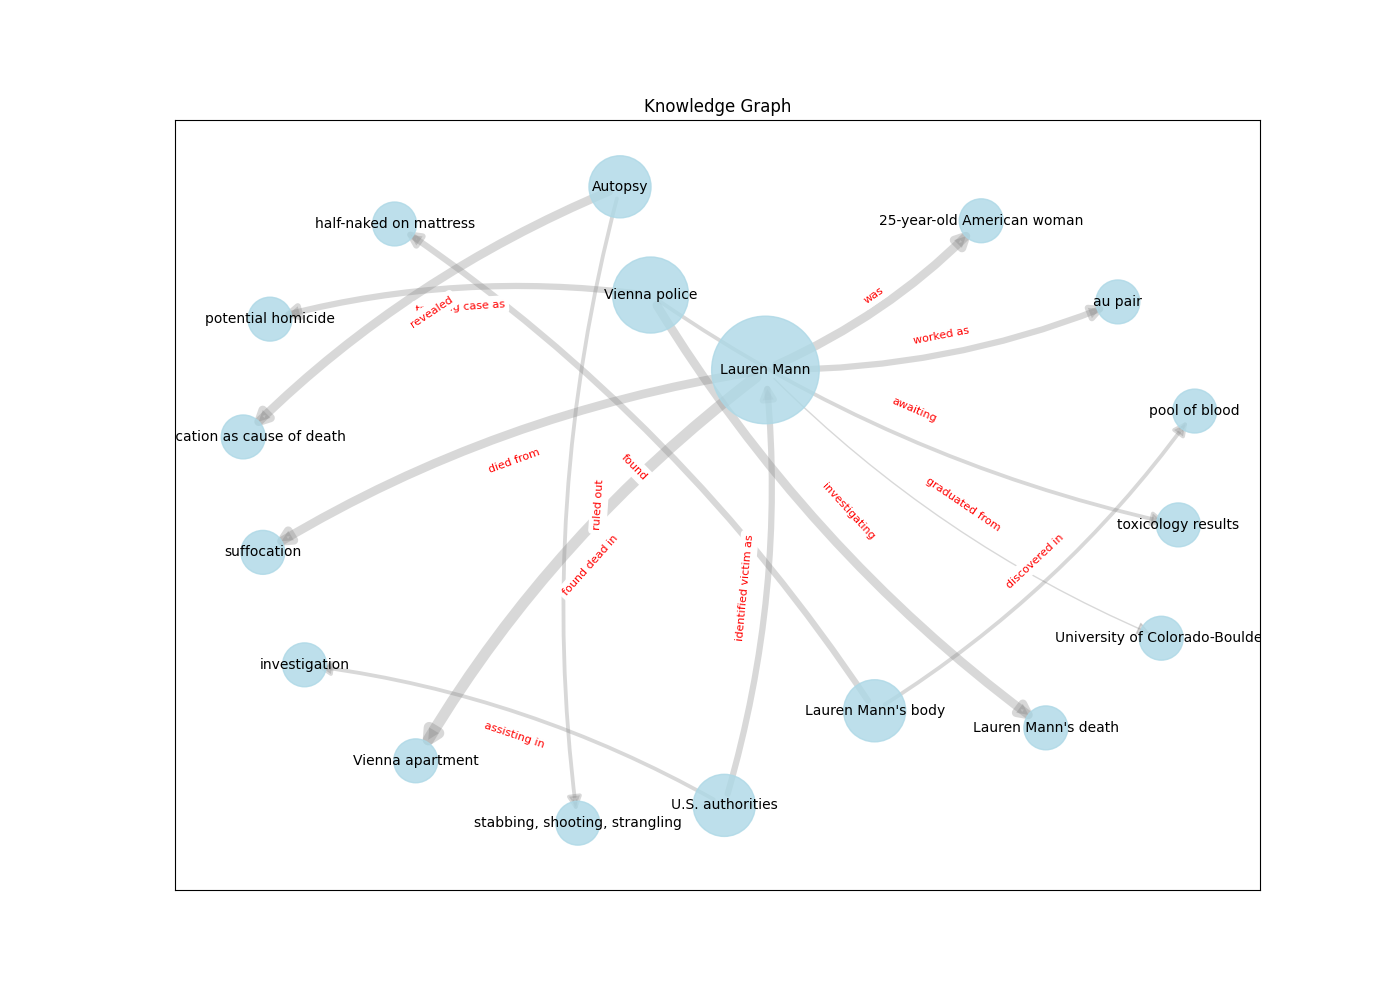 Knowledge Graph
Autopsy
half-naked on mattress
25-year-old American woman
Vienna police
was
au pair
revealed
case as
potential homicide
worked as
Lauren Mann
awaiting
pool of blood
cation as cause of death
died from
found
ruled out
investigating
graduated from
toxicology results
suffocation
found dead in
discovered in
identified victim as
University of Colorado-Boulde
investigation
Lauren Mann's body
Lauren Mann's death
assisting in
Vienna apartment
U.S. authorities
stabbing, shooting, strangling